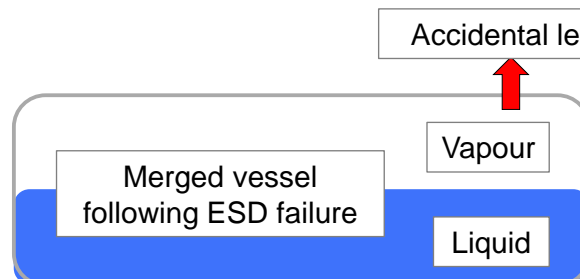 Accidental le
Vapour
Merged vessel
following ESD failure
Liquid